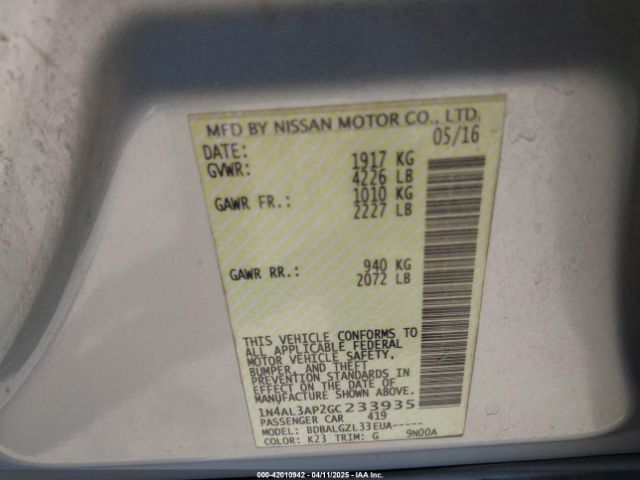 MFD BY NISSAN MOTOR CO., LTD.
DATE: 05/16
GVWR: 1917 KG
4226 LB
GAWR FR.: 1010 KG
2227 LB
GAWR RR.: 940 KG
2072 LB
THIS VEHICLE CONFORMS TO
ALL APPLICABLE FEDERAL
MOTOR VEHICLE SAFETY,
BUMPER, AND THEFT
PREVENTION STANDARDS IN
EFFECT ON THE DATE OF
MANUFACTURE SHOWN ABOVE.
1N4AL3AP2GC233935
PASSENGER CAR 419
MODEL: BDBALGZL33EUA-----
COLOR: K23 TRIM: G 9N00A
000-42010942 - 04/11/2025 - Copyright © 2025 IAA, Inc.